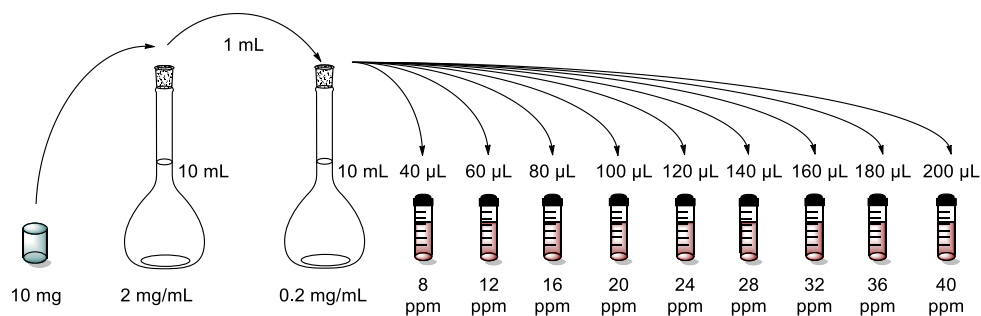 1 mL
10 mL
10 mL
40 µL 60 µL 80 µL 100 µL 120 µL 140 µL 160 µL 180 µL 200 µL
10 mg
2 mg/mL
0.2 mg/mL
8 ppm
12 ppm
16 ppm
20 ppm
24 ppm
28 ppm
32 ppm
36 ppm
40 ppm